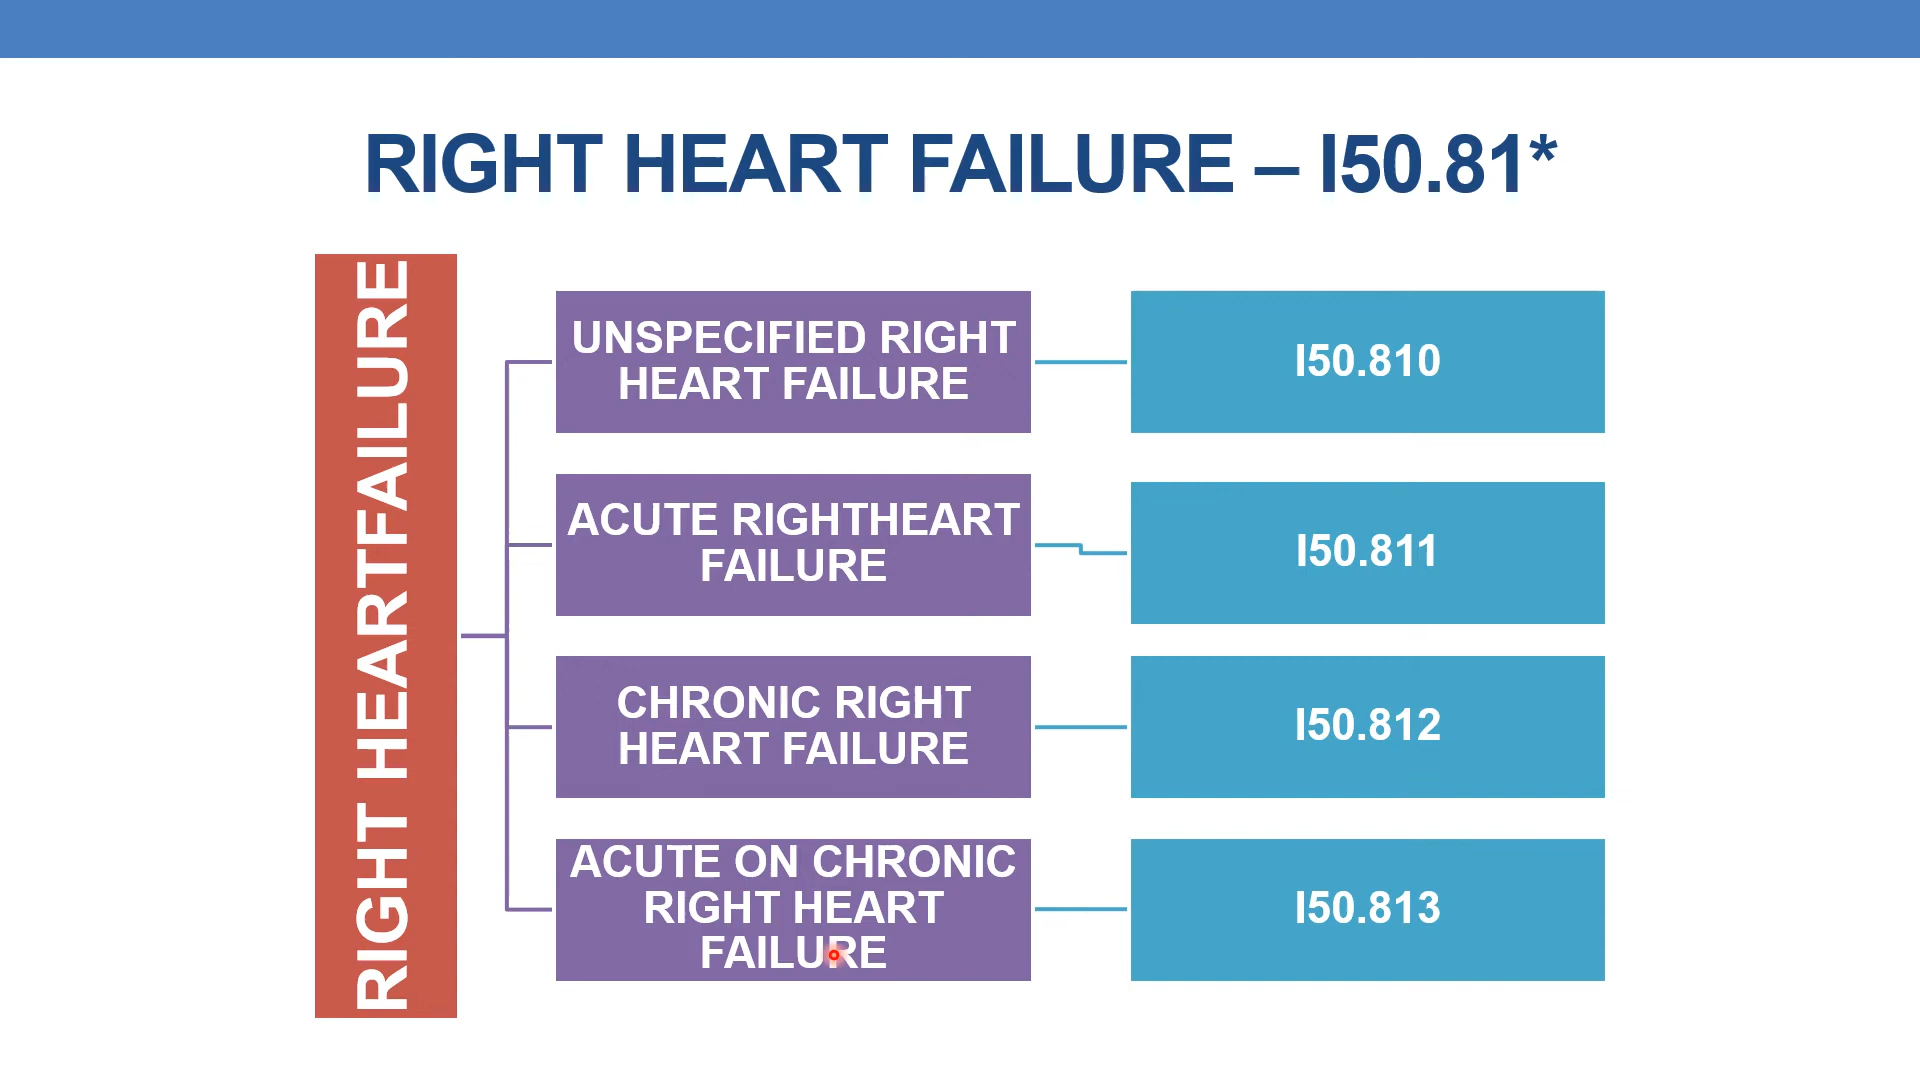 RIGHT HEART FAILURE – I50.81*
RIGHT HEARTFAILURE
UNSPECIFIED RIGHT
HEART FAILURE
I50.810
ACUTE RIGHTHEART
FAILURE
I50.811
CHRONIC RIGHT
HEART FAILURE
I50.812
ACUTE ON CHRONIC
RIGHT HEART
FAILURE
I50.813